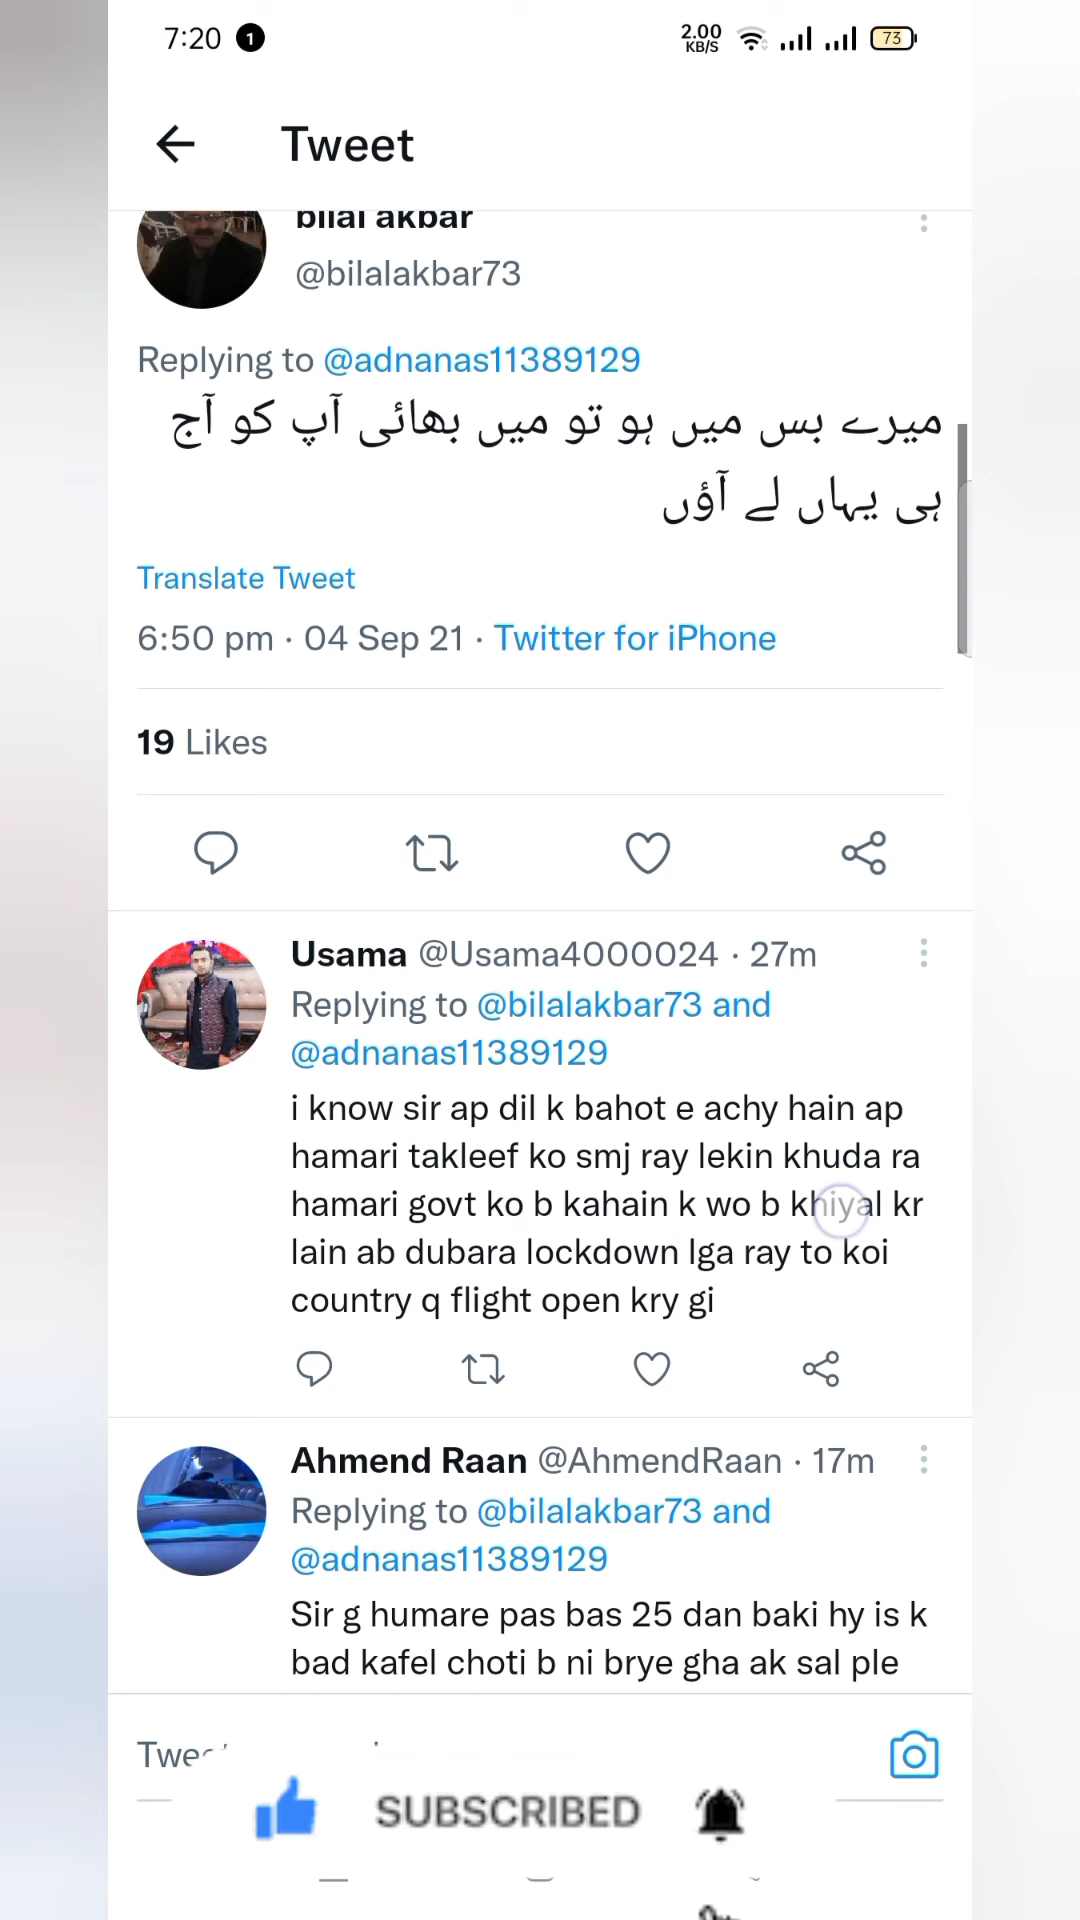 7:20 1 2.00 KB/S 73
Tweet
bilal akbar
@bilalakbar73
Replying to @adnanas11389129
میرے بس میں ہو تو میں بھائی آپ کو آج
ہی یہاں لے آؤں
Translate Tweet
6:50 pm · 04 Sep 21 · Twitter for iPhone
19 Likes
Usama @Usama4000024 · 27m
Replying to @bilalakbar73 and
@adnanas11389129
i know sir ap dil k bahot e achy hain ap
hamari takleef ko smj ray lekin khuda ra
hamari govt ko b kahain k wo b khiyal kr
lain ab dubara lockdown lga ray to koi
country q flight open kry gi
Ahmend Raan @AhmendRaan · 17m
Replying to @bilalakbar73 and
@adnanas11389129
Sir g humare pas bas 25 dan baki hy is k
bad kafel choti b ni brye gha ak sal ple
SUBSCRIBED